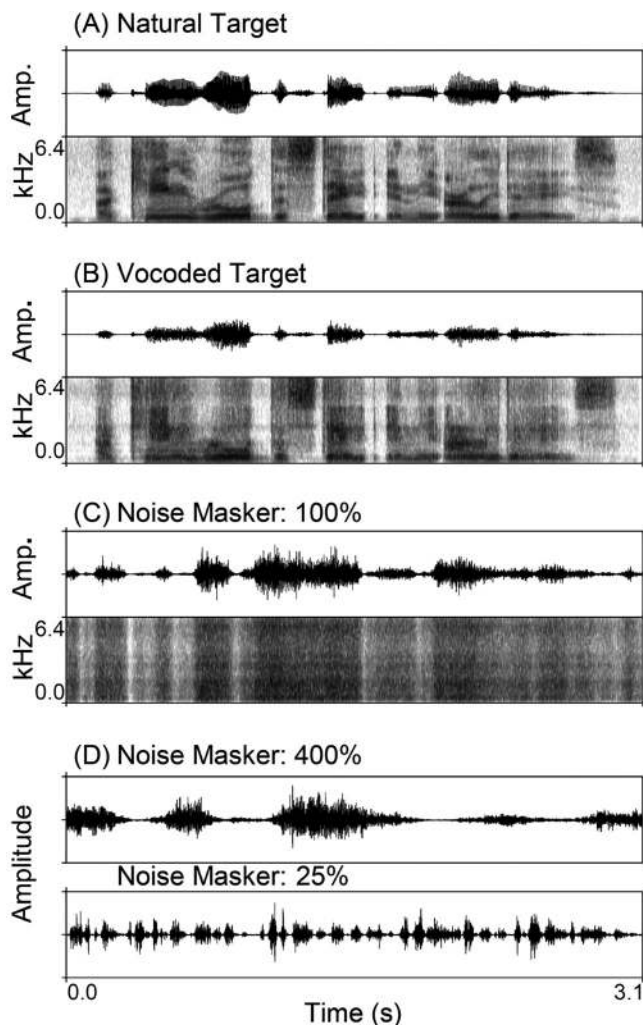 (A) Natural Target
Amp.
kHz
6.4
0.0
(B) Vocoded Target
Amp.
kHz
6.4
0.0
(C) Noise Masker: 100%
Amp.
kHz
6.4
0.0
(D) Noise Masker: 400%
Amplitude
Noise Masker: 25%
0.0
3.1
Time (s)